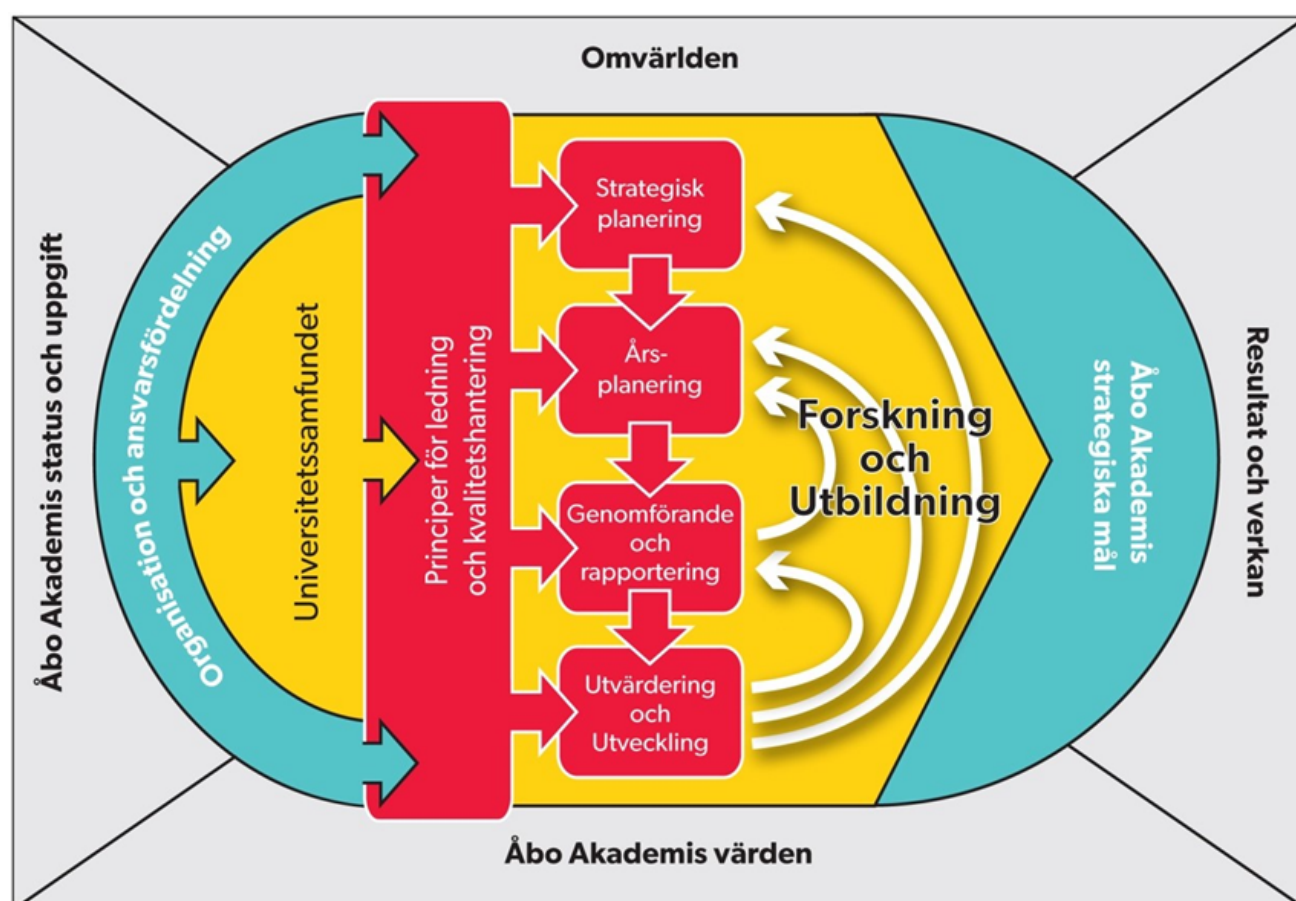 Omvärlden
Åbo Akademis status och uppgift
Organisation och ansvarsfördelning
Universitetssamfundet
Principer för ledning
och kvalitetshantering
Strategisk
planering
Års-
planering
Genomförande
och
rapportering
Utvärdering
och
Utveckling
Forskning
och
Utbildning
Åbo Akademis
strategiska mål
Resultat och verkan
Åbo Akademis värden